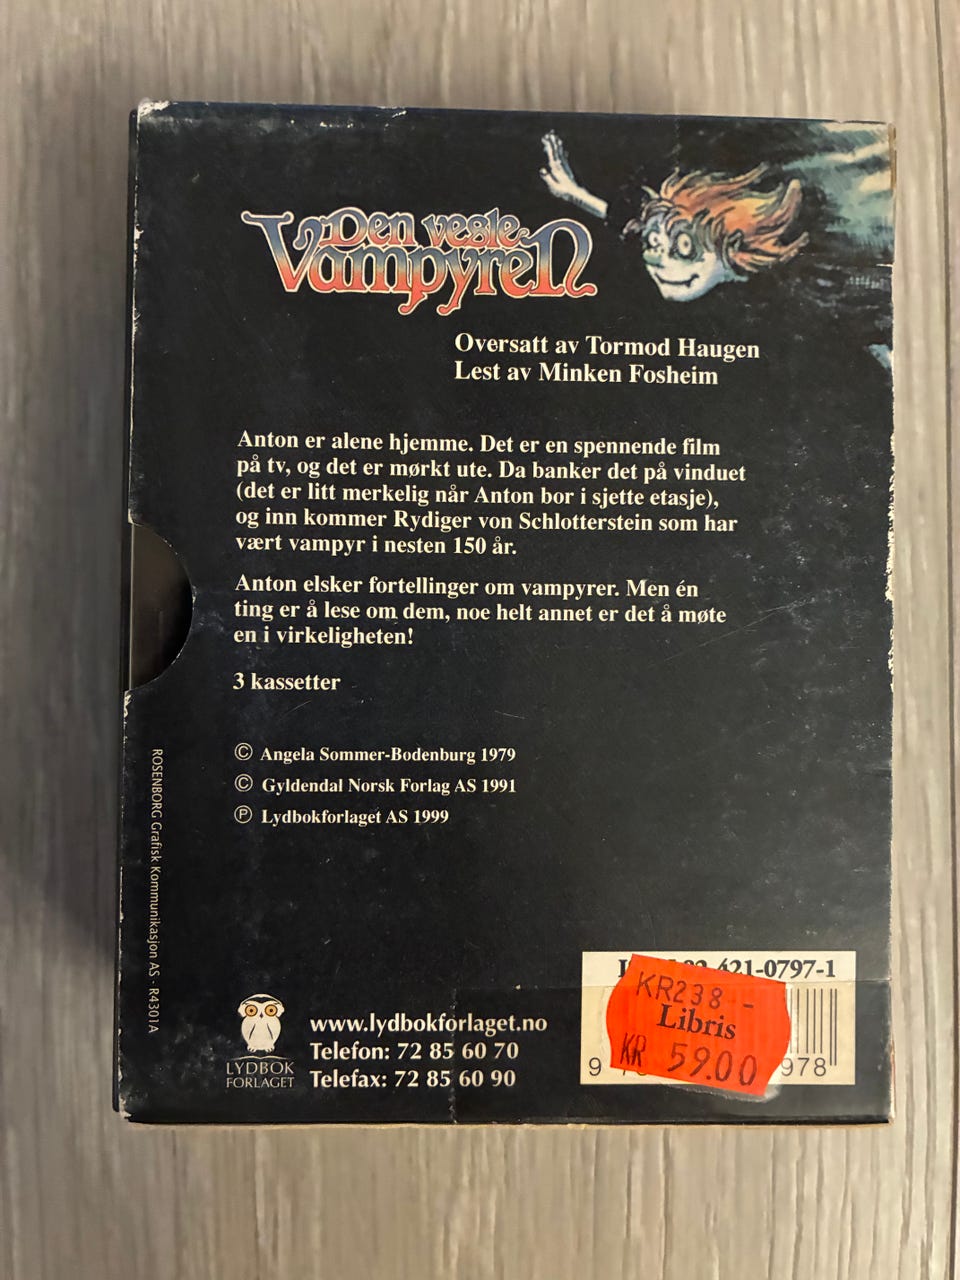 Den vesle
Vampyren
Oversatt av Tormod Haugen
Lest av Minken Fosheim
Anton er alene hjemme. Det er en spennende film
på tv, og det er mørkt ute. Da banker det på vinduet
(det er litt merkelig når Anton bor i sjette etasje),
og inn kommer Rydiger von Schlotterstein som har
vært vampyr i nesten 150 år.
Anton elsker fortellinger om vampyrer. Men én
ting er å lese om dem, noe helt annet er det å møte
en i virkeligheten!
3 kassetter
© Angela Sommer-Bodenburg 1979
© Gyldendal Norsk Forlag AS 1991
℗ Lydbokforlaget AS 1999
ROSENBORG Grafisk Kommunikasjon AS · R4301A
421-0797-1
KR238 -
Libris
KR 59.00
9
978
LYDBOK
FORLAGET
www.lydbokforlaget.no
Telefon: 72 85 60 70
Telefax: 72 85 60 90